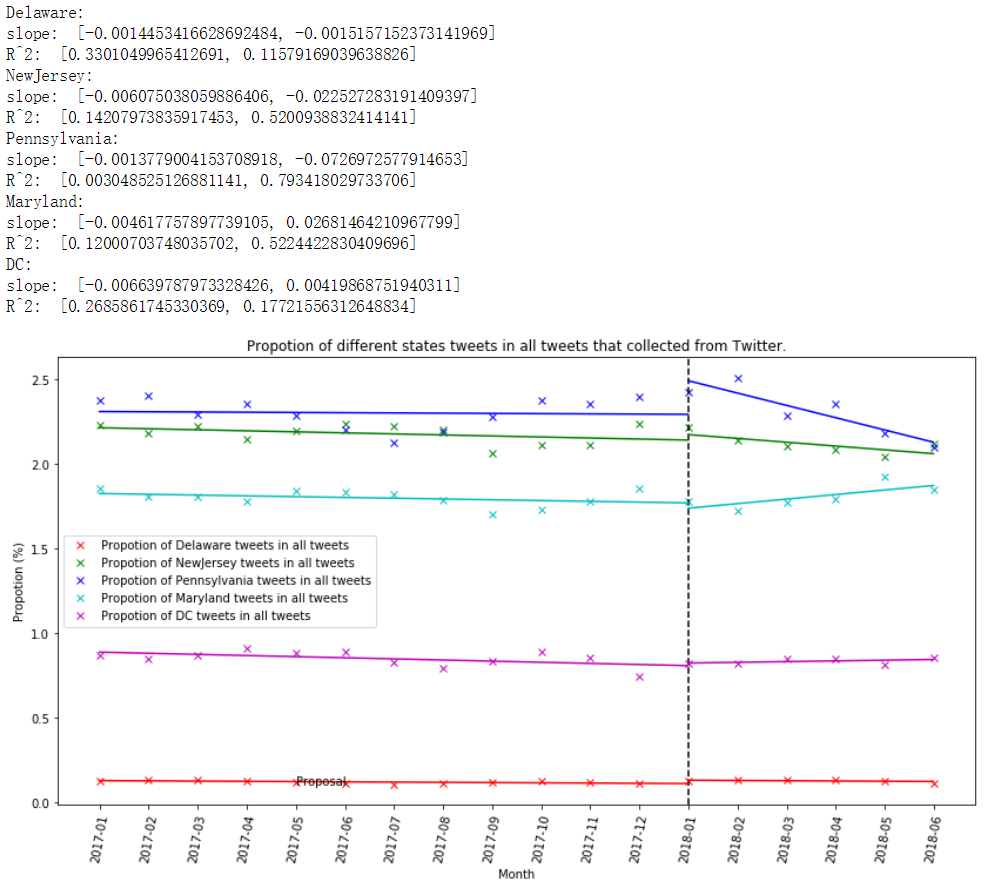 Delaware:
slope:  [-0.0014453416628692484, -0.0015157152373141969]
R^2:  [0.3301049965412691, 0.11579169039638826]
NewJersey:
slope:  [-0.006075038059886406, -0.022527283191409397]
R^2:  [0.14207973835917453, 0.5200938832414141]
Pennsylvania:
slope:  [-0.0013779004153708918, -0.0726972577914653]
R^2:  [0.003048525126881141, 0.793418029733706]
Maryland:
slope:  [-0.004617757897739105, 0.02681464210967799]
R^2:  [0.12000703748035702, 0.5224422830409696]
DC:
slope:  [-0.006639787973328426, 0.00419868751940311]
R^2:  [0.2685861745330369, 0.17721556312648834]
Propotion of different states tweets in all tweets that collected from Twitter.
Propotion (%)
2.5
2.0
1.5
1.0
0.5
0.0
Propotion of Delaware tweets in all tweets
Propotion of NewJersey tweets in all tweets
Propotion of Pennsylvania tweets in all tweets
Propotion of Maryland tweets in all tweets
Propotion of DC tweets in all tweets
Proposal
2017-01
2017-02
2017-03
2017-04
2017-05
2017-06
2017-07
2017-08
2017-09
2017-10
2017-11
2017-12
2018-01
2018-02
2018-03
2018-04
2018-05
2018-06
Month